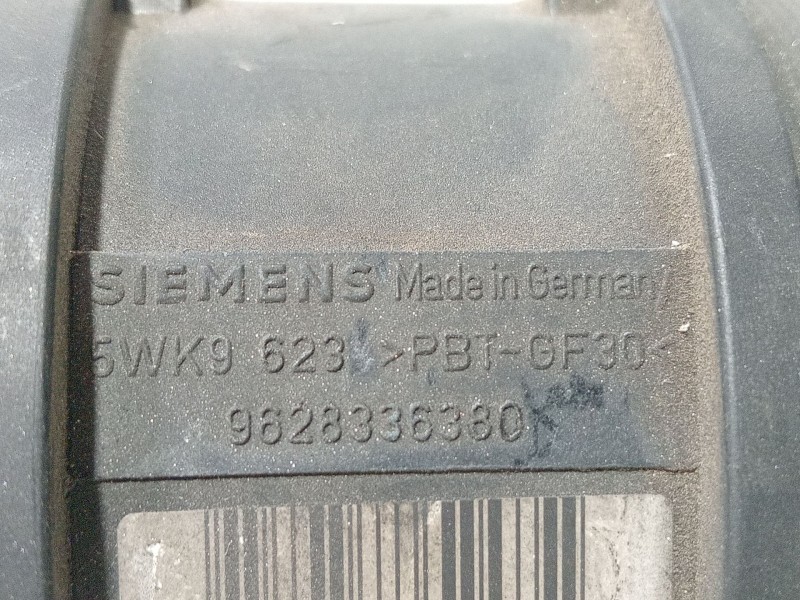 SIEMENS Made in Germany
5WK9 623 >PBT-GF30<
9628336380